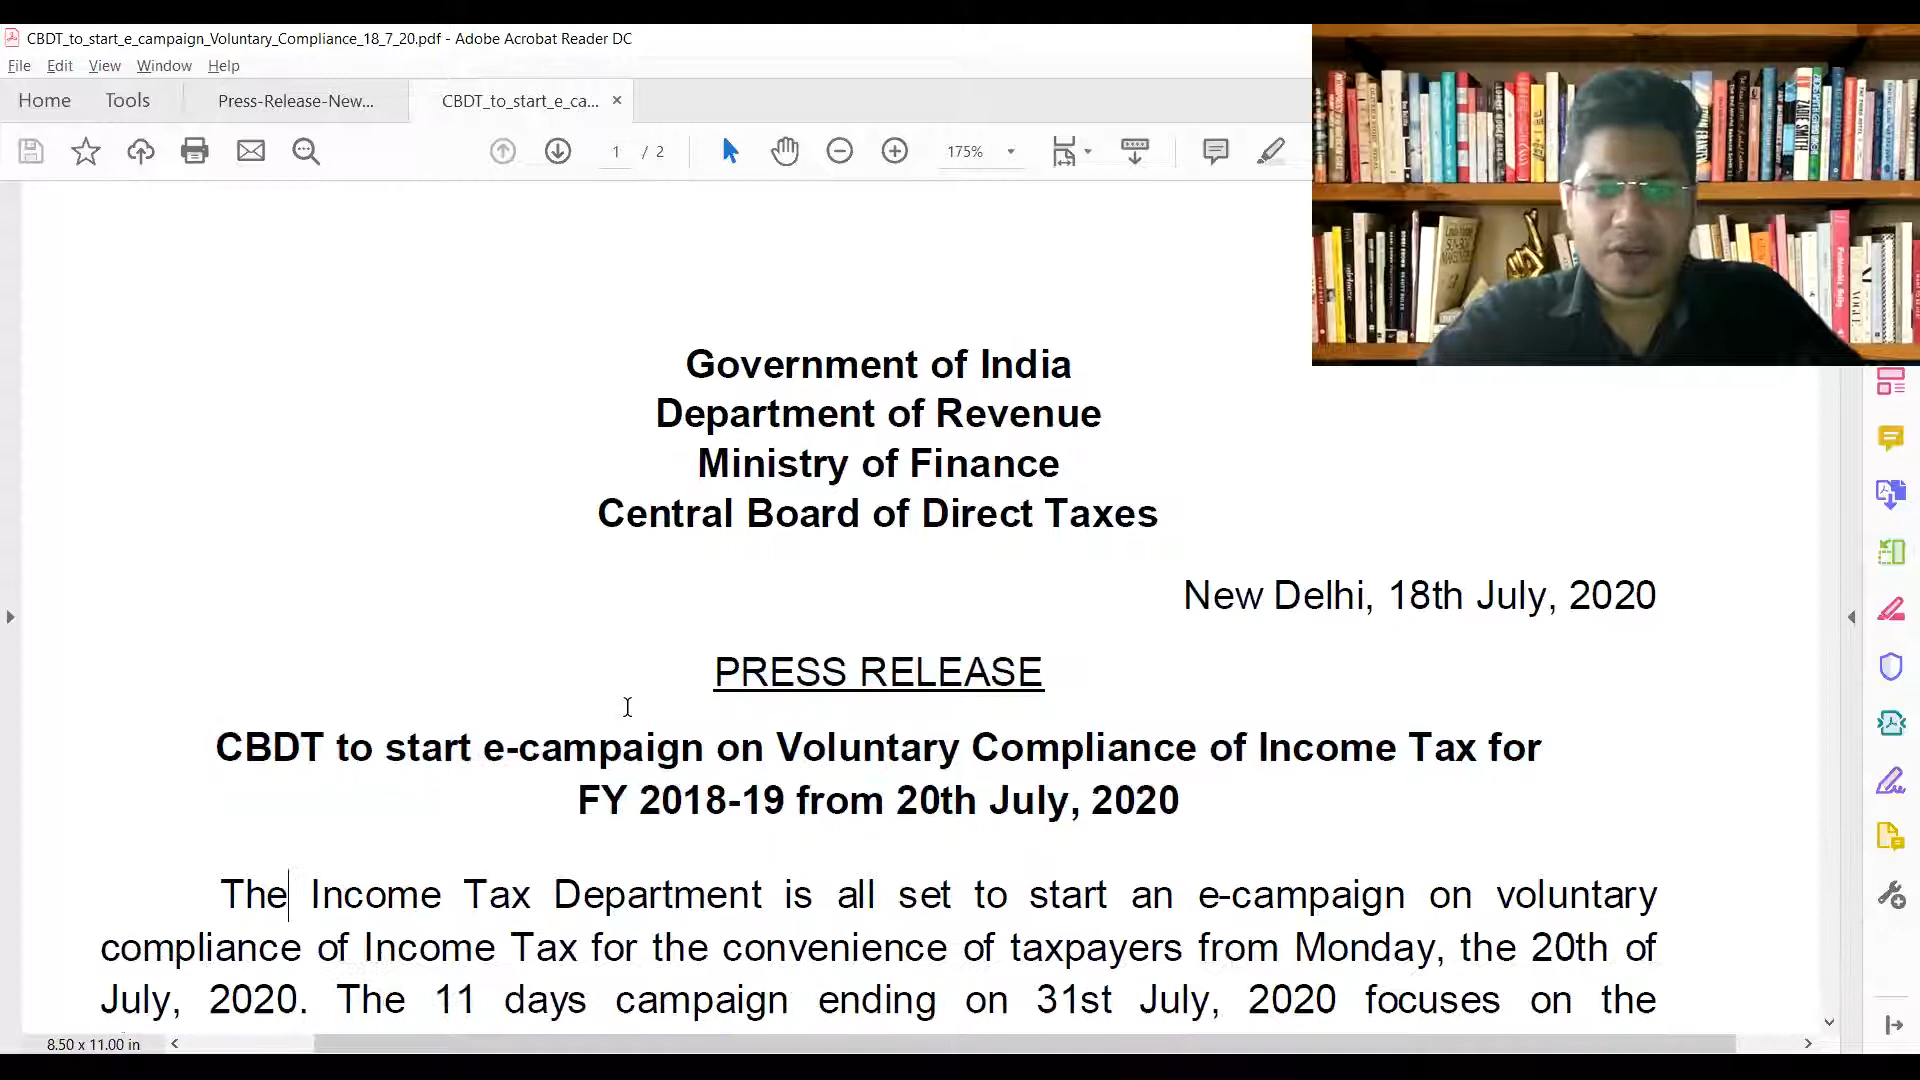 CBDT_to_start_e_campaign_Voluntary_Compliance_18_7_20.pdf - Adobe Acrobat Reader DC
File Edit View Window Help
Home Tools Press-Release-New... CBDT_to_start_e_ca... ×
1 / 2 175%
ZADIE SMITH
VOGUE
Government of India
Department of Revenue
Ministry of Finance
Central Board of Direct Taxes
New Delhi, 18th July, 2020
PRESS RELEASE
CBDT to start e-campaign on Voluntary Compliance of Income Tax for
FY 2018-19 from 20th July, 2020
The Income Tax Department is all set to start an e-campaign on voluntary
compliance of Income Tax for the convenience of taxpayers from Monday, the 20th of
July, 2020. The 11 days campaign ending on 31st July, 2020 focuses on the
8.50 x 11.00 in